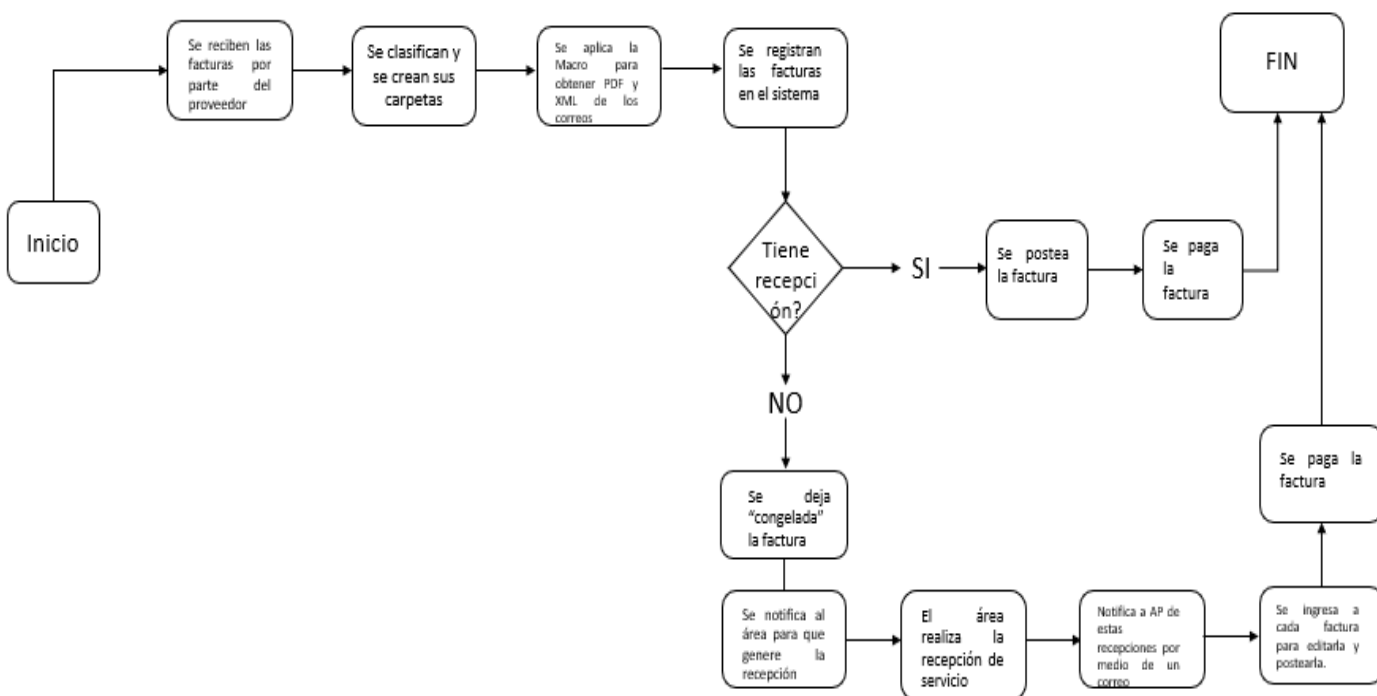 Se reciben las
facturas por
parte del
proveedor
Se clasifican y
se crean sus
carpetas
Se aplica la
Macro para
obtener PDF y
XML de los
correos
Se registran
las facturas
en el sistema
FIN
Inicio
Tiene
recepci
ón?
SI
Se postea
la factura
Se paga
la
factura
NO
Se deja
“congelada”
la factura
Se paga la
factura
Se notifica al
área para que
genere la
recepción
El área
realiza la
recepción de
servicio
Notifica a AP de
estas
recepciones por
medio de un
correo
Se ingresa a
cada factura
para editarla y
postearla.